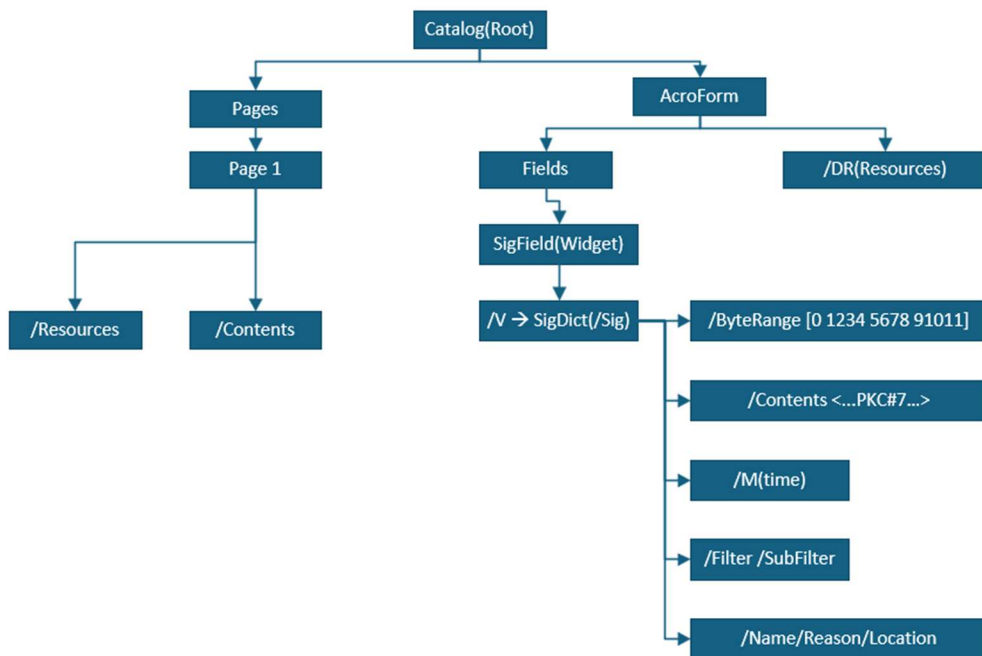 Catalog(Root)
Pages
AcroForm
Page 1
Fields
/DR(Resources)
SigField(Widget)
/Resources
/Contents
/V → SigDict(/Sig)
/ByteRange [0 1234 5678 91011]
/Contents <...PKC#7...>
/M(time)
/Filter /SubFilter
/Name/Reason/Location